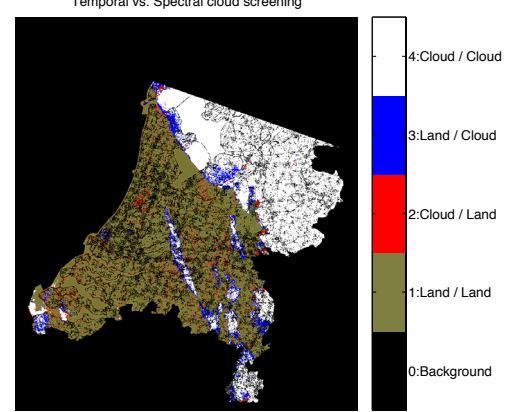 Temporal vs. Spectral cloud screening
4:Cloud / Cloud
3:Land / Cloud
2:Cloud / Land
1:Land / Land
0:Background